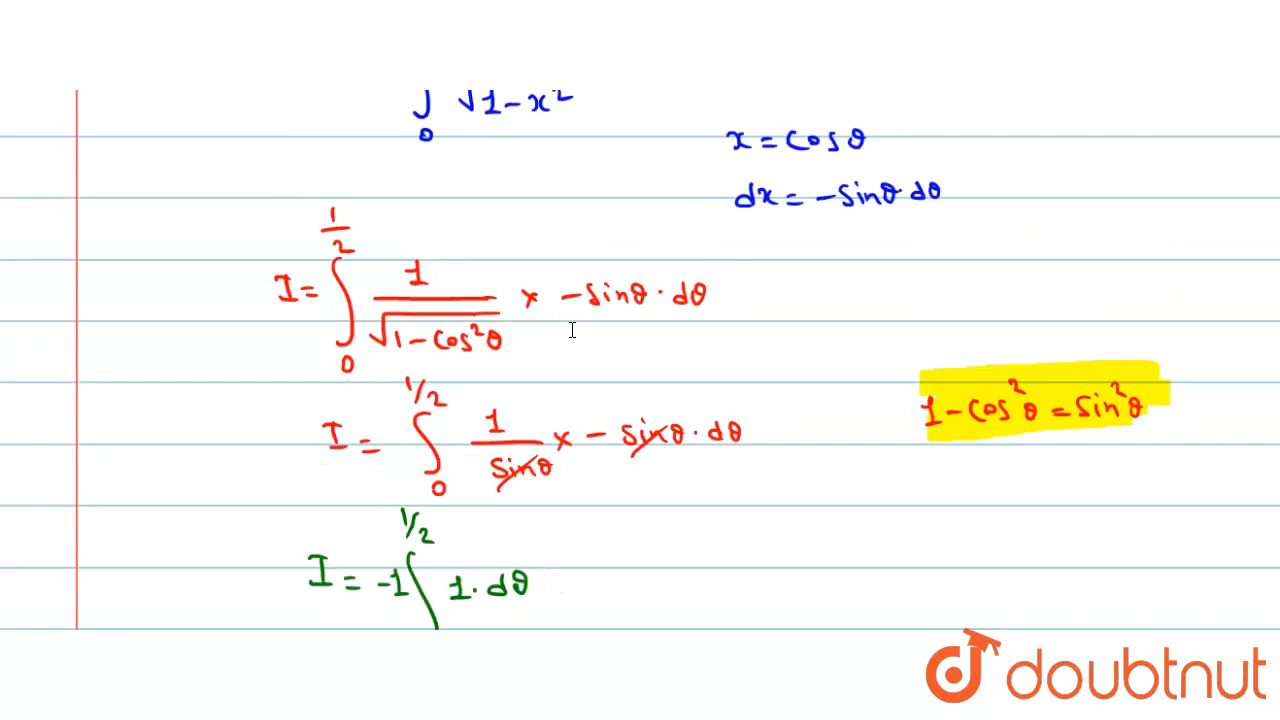 ∫₀ √1-x²
x = cosθ
dx = -sinθ dθ
I = ∫₀^{1/2} 1/√(1-cos²θ) × -sinθ·dθ
1-cos²θ = sin²θ
I = ∫₀^{1/2} 1/sinθ × -sinθ·dθ
I = -1∫^{1/2} 1·dθ
doubtnut